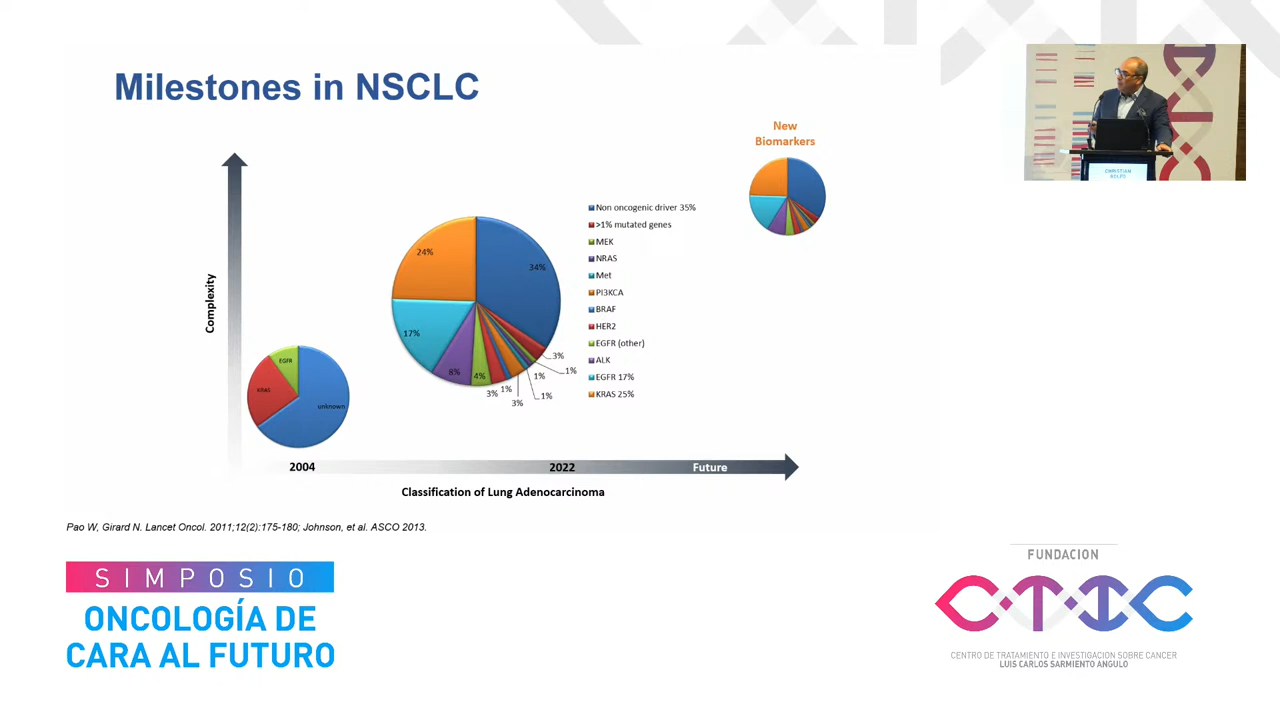 Milestones in NSCLC
New
Biomarkers
Complexity
Non oncogenic driver 35%
>1% mutated genes
MEK
NRAS
Met
PI3KCA
BRAF
HER2
EGFR (other)
ALK
EGFR 17%
KRAS 25%
34%
24%
17%
8%
4%
3%
1%
3%
1%
1%
1%
3%
EGFR
KRAS
unknown
2004
2022
Future
Classification of Lung Adenocarcinoma
Pao W, Girard N. Lancet Oncol. 2011;12(2):175-180; Johnson, et al. ASCO 2013.
SIMPOSIO
ONCOLOGÍA DE
CARA AL FUTURO
CHRISTIAN
ROLFO
FUNDACION
CTIC
CENTRO DE TRATAMIENTO E INVESTIGACION SOBRE CANCER
LUIS CARLOS SARMIENTO ANGULO